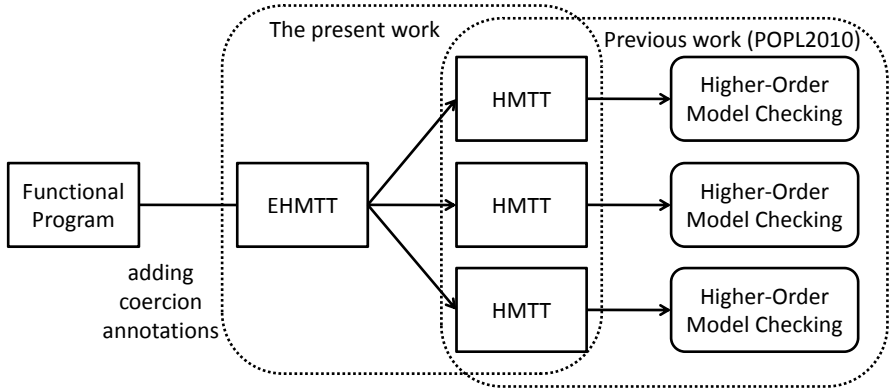 The present work
Previous work (POPL2010)
HMTT
Higher-Order
Model Checking
Functional
Program
EHMTT
HMTT
Higher-Order
Model Checking
adding
coercion
annotations
HMTT
Higher-Order
Model Checking